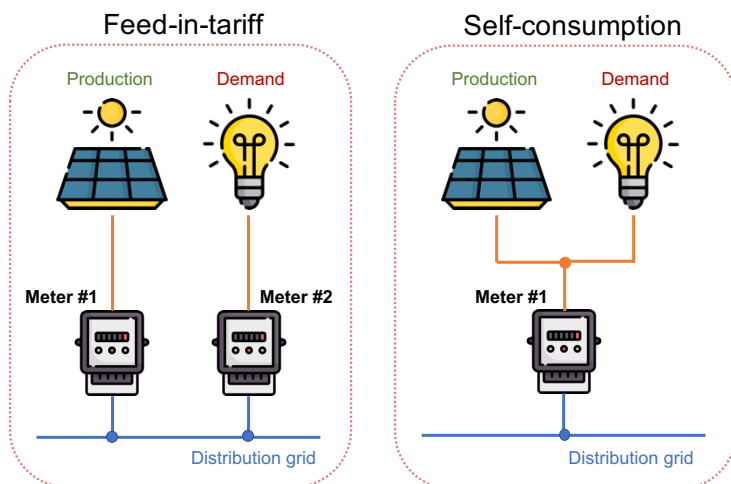 Feed-in-tariff
Production
Demand
Meter #1
Meter #2
Distribution grid
Self-consumption
Production
Demand
Meter #1
Distribution grid